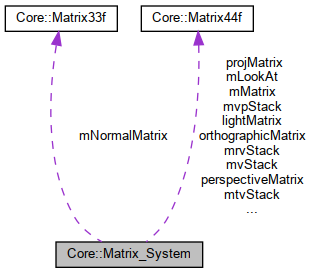 Core::Matrix33f
Core::Matrix44f
mNormalMatrix
projMatrix
mLookAt
mMatrix
mvpStack
lightMatrix
orthographicMatrix
mrvStack
mvStack
perspectiveMatrix
mtvStack
...
Core::Matrix_System